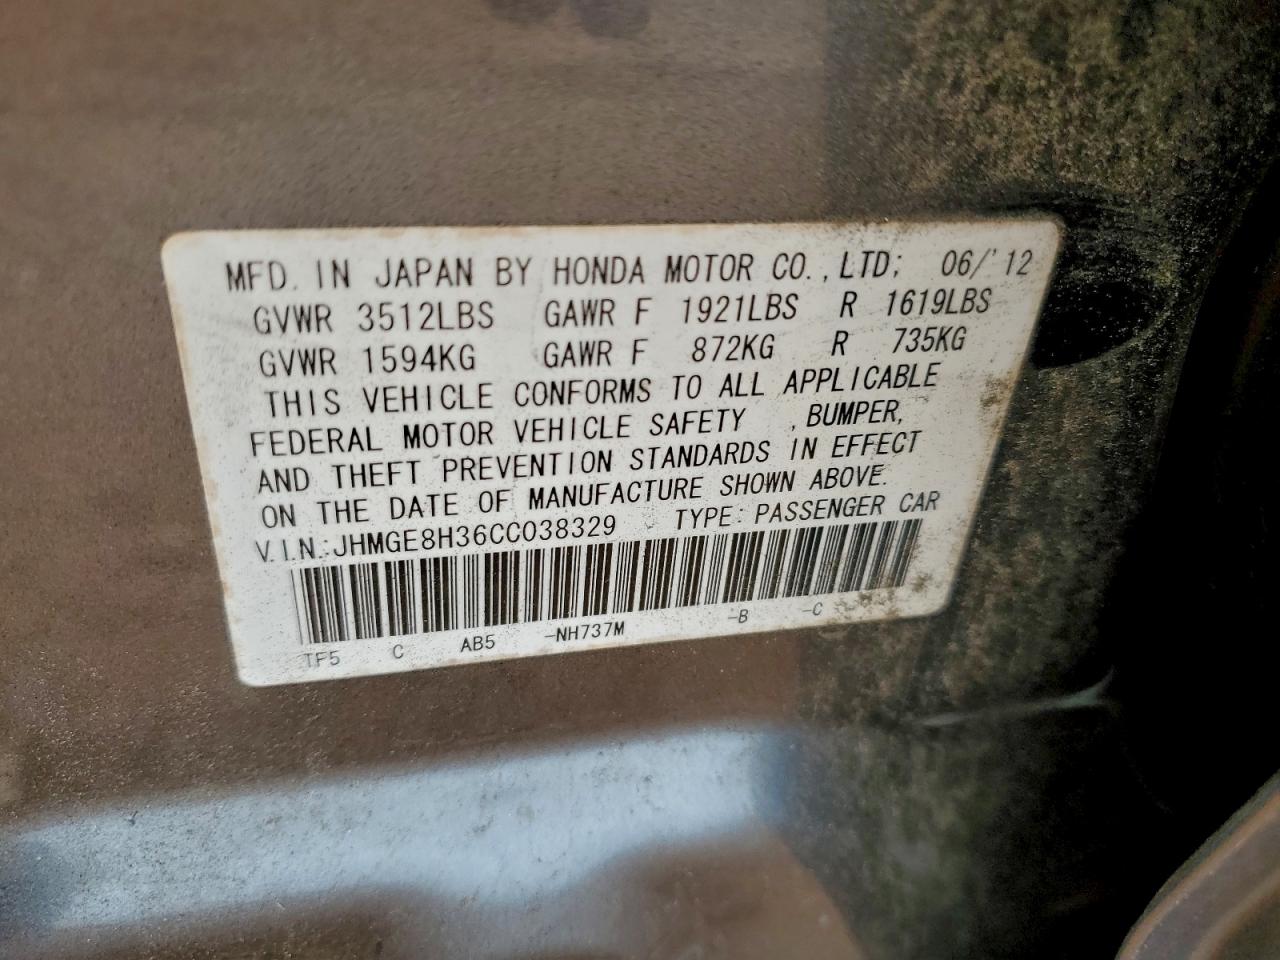 MFD. IN JAPAN BY HONDA MOTOR CO., LTD; 06/'12
GVWR 3512LBS GAWR F 1921LBS R 1619LBS
GVWR 1594KG GAWR F 872KG R 735KG
THIS VEHICLE CONFORMS TO ALL APPLICABLE
FEDERAL MOTOR VEHICLE SAFETY , BUMPER,
AND THEFT PREVENTION STANDARDS IN EFFECT
ON THE DATE OF MANUFACTURE SHOWN ABOVE.
V.I.N.:JHMGE8H36CC038329 TYPE: PASSENGER CAR
TF5 C AB5 -NH737M -B -C